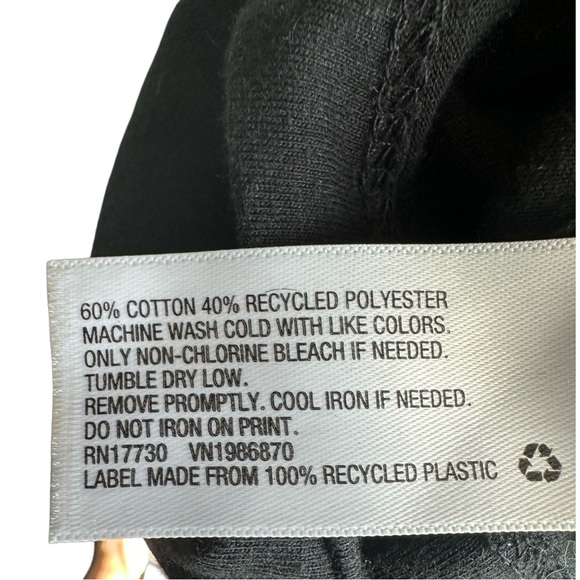 60% COTTON 40% RECYCLED POLYESTER
MACHINE WASH COLD WITH LIKE COLORS.
ONLY NON-CHLORINE BLEACH IF NEEDED.
TUMBLE DRY LOW.
REMOVE PROMPTLY. COOL IRON IF NEEDED.
DO NOT IRON ON PRINT.
RN17730 VN1986870
LABEL MADE FROM 100% RECYCLED PLASTIC